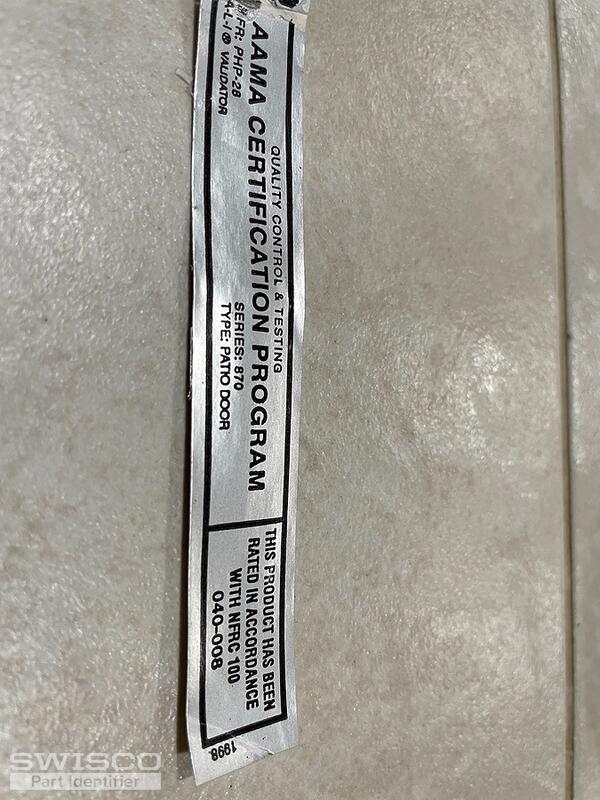 QUALITY CONTROL & TESTING
AAMA CERTIFICATION PROGRAM
FR: PHP-28
SERIES: 870
A-L-I ® VALIDATOR
TYPE: PATIO DOOR
THIS PRODUCT HAS BEEN
RATED IN ACCORDANCE
WITH NFRC 100
040-008
1998
SWISCO
Part Identifier